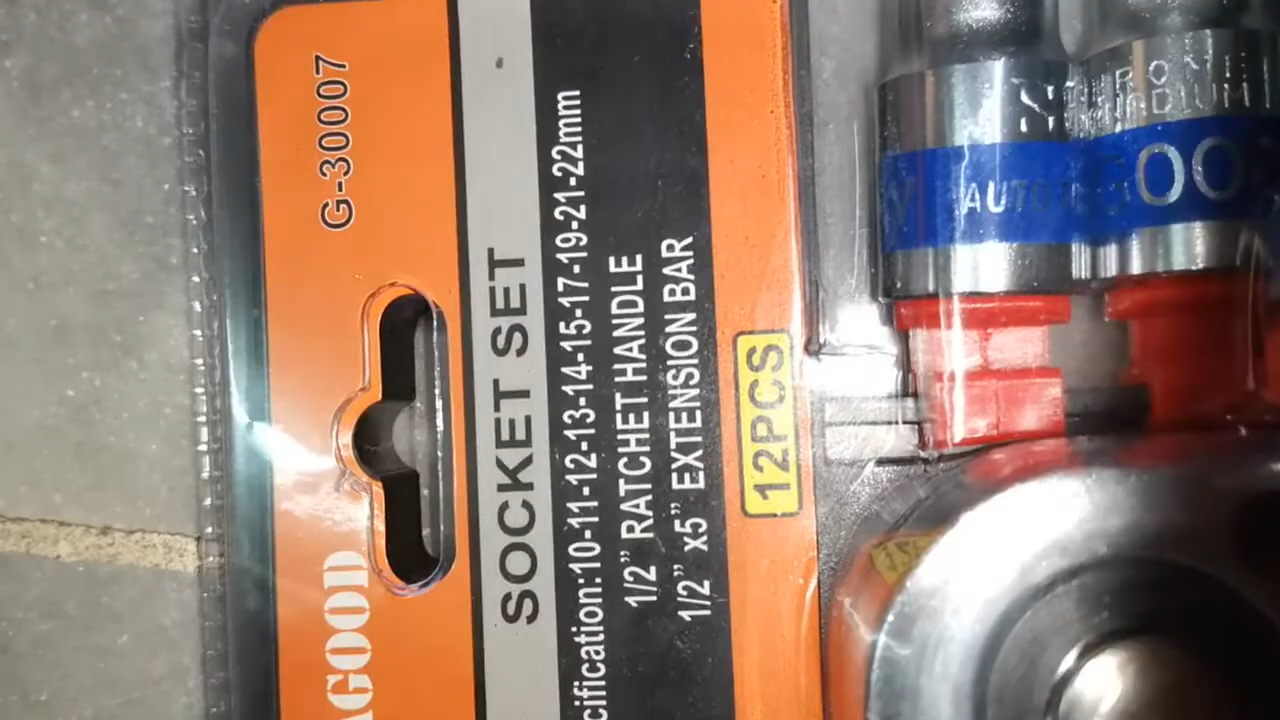 G-30007
AGOOD
SOCKET SET
cification:10-11-12-13-14-15-17-19-21-22mm
1/2” RATCHET HANDLE
1/2” x5” EXTENSION BAR
12PCS
AUTO